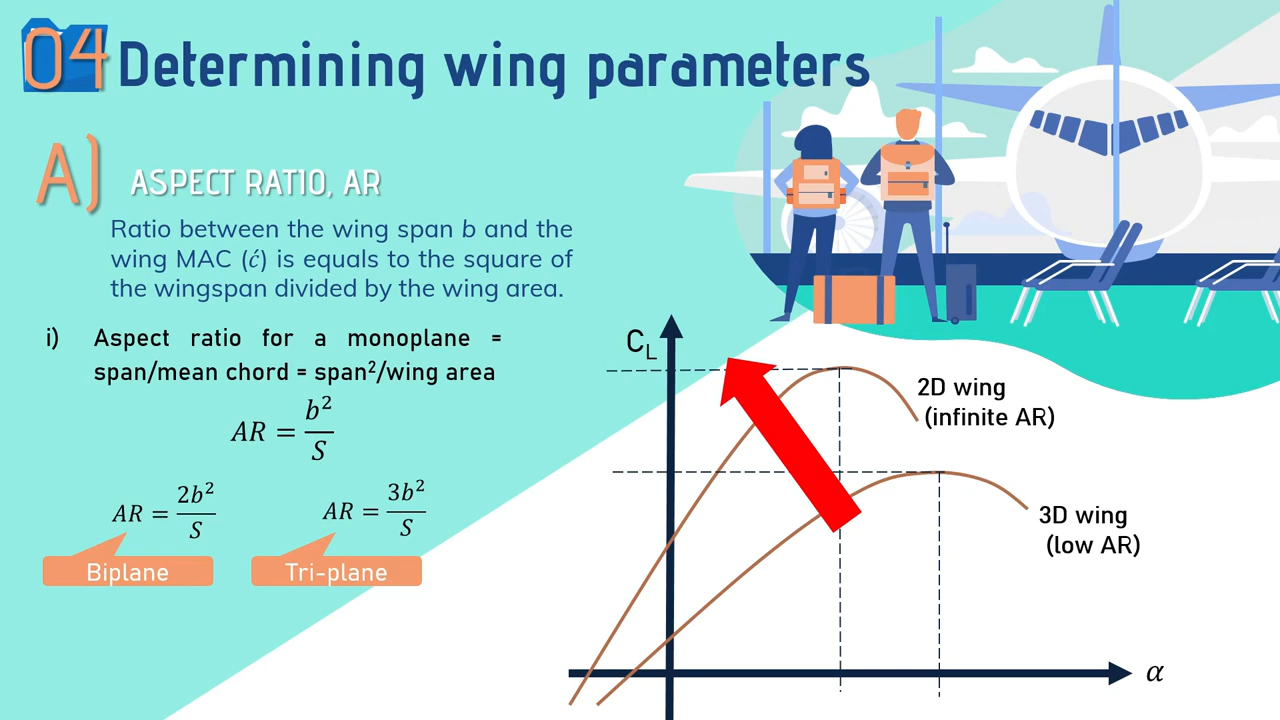 04 Determining wing parameters
A) ASPECT RATIO, AR
Ratio between the wing span b and the
wing MAC (ć) is equals to the square of
the wingspan divided by the wing area.
i) Aspect ratio for a monoplane =
span/mean chord = span²/wing area
AR = b²/S
AR = 2b²/S
AR = 3b²/S
Biplane
Tri-plane
C_L
2D wing
(infinite AR)
3D wing
(low AR)
α